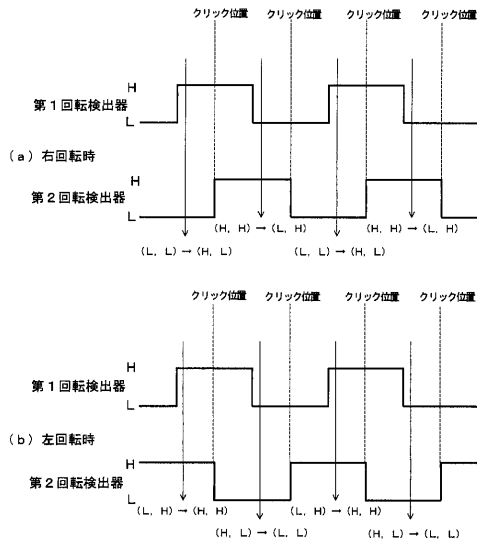 クリック位置 クリック位置 クリック位置 クリック位置
H
第1回転検出器
L
(a) 右回転時
H
第2回転検出器
L
(H, H) → (L, H) (H, H) → (L, H)
(L, L) → (H, L) (L, L) → (H, L)
クリック位置 クリック位置 クリック位置 クリック位置
H
第1回転検出器
L
(b) 左回転時
H
第2回転検出器
L
(L, H) → (H, H) (L, H) → (H, H)
(H, L) → (L, L) (H, L) → (L, L)